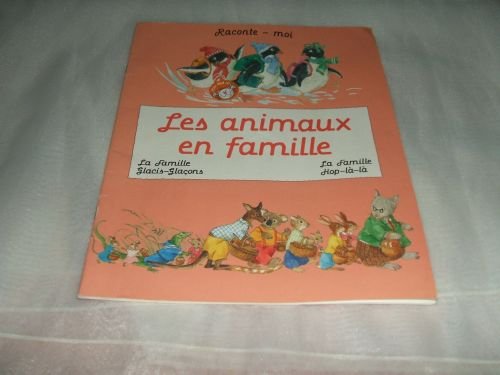 Raconte - moi
Les animaux
en famille
La Famille
Glacis-Glaçons
La Famille
Hop-là-là